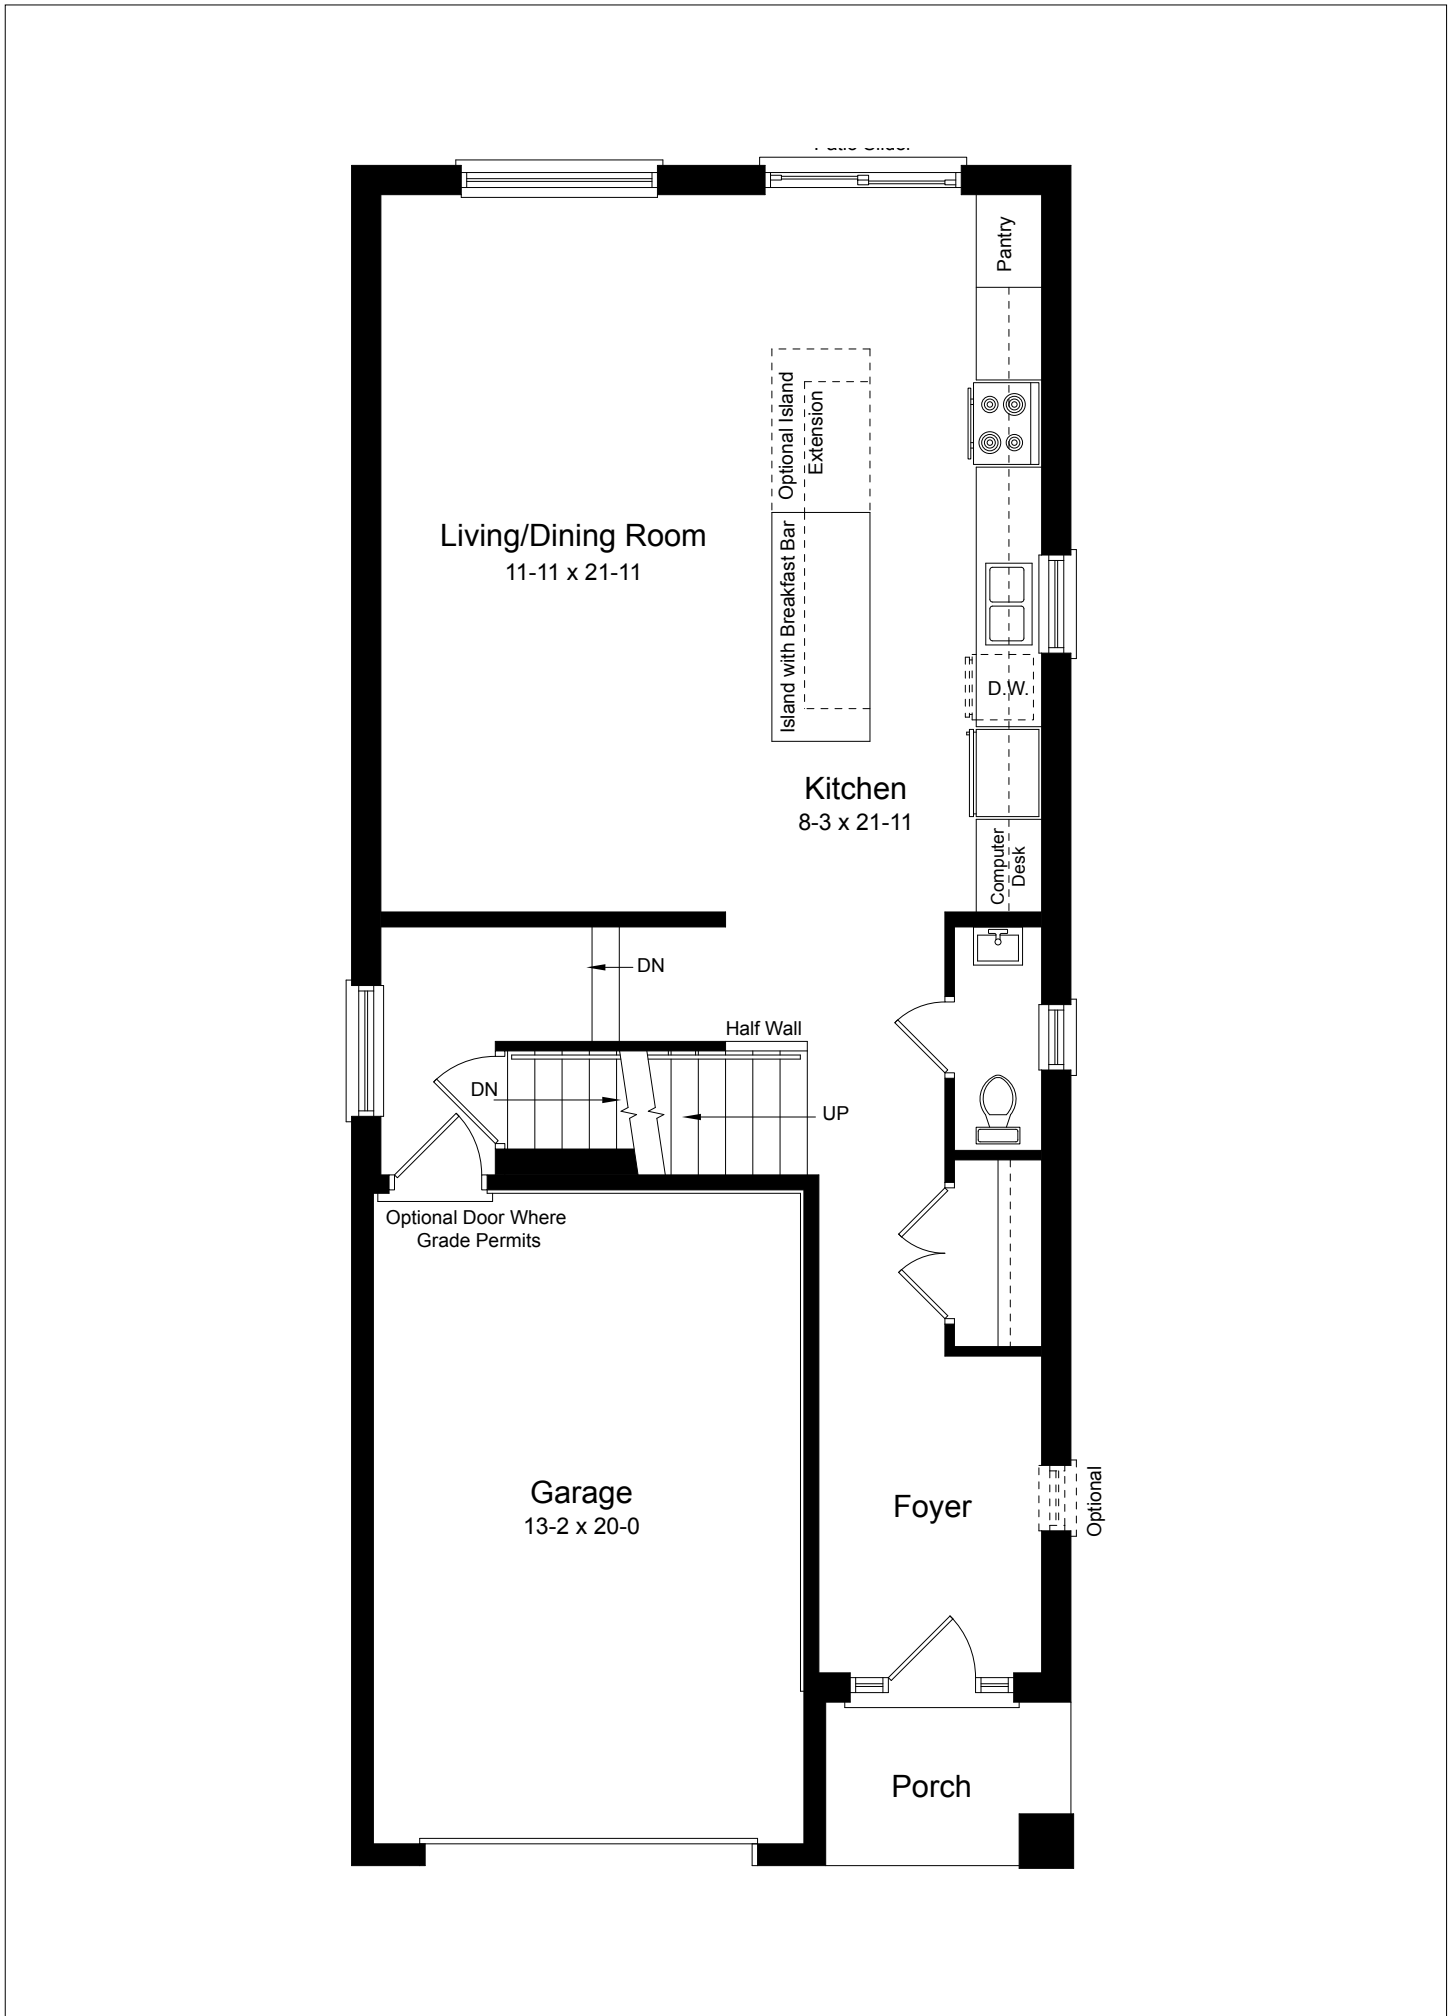 Pantry
Optional Island
Extension
Living/Dining Room
11-11 x 21-11
Island with Breakfast Bar
D.W.
Kitchen
8-3 x 21-11
Computer
Desk
DN
Half Wall
DN
UP
Optional Door Where
Grade Permits
Garage
13-2 x 20-0
Foyer
Optional
Porch